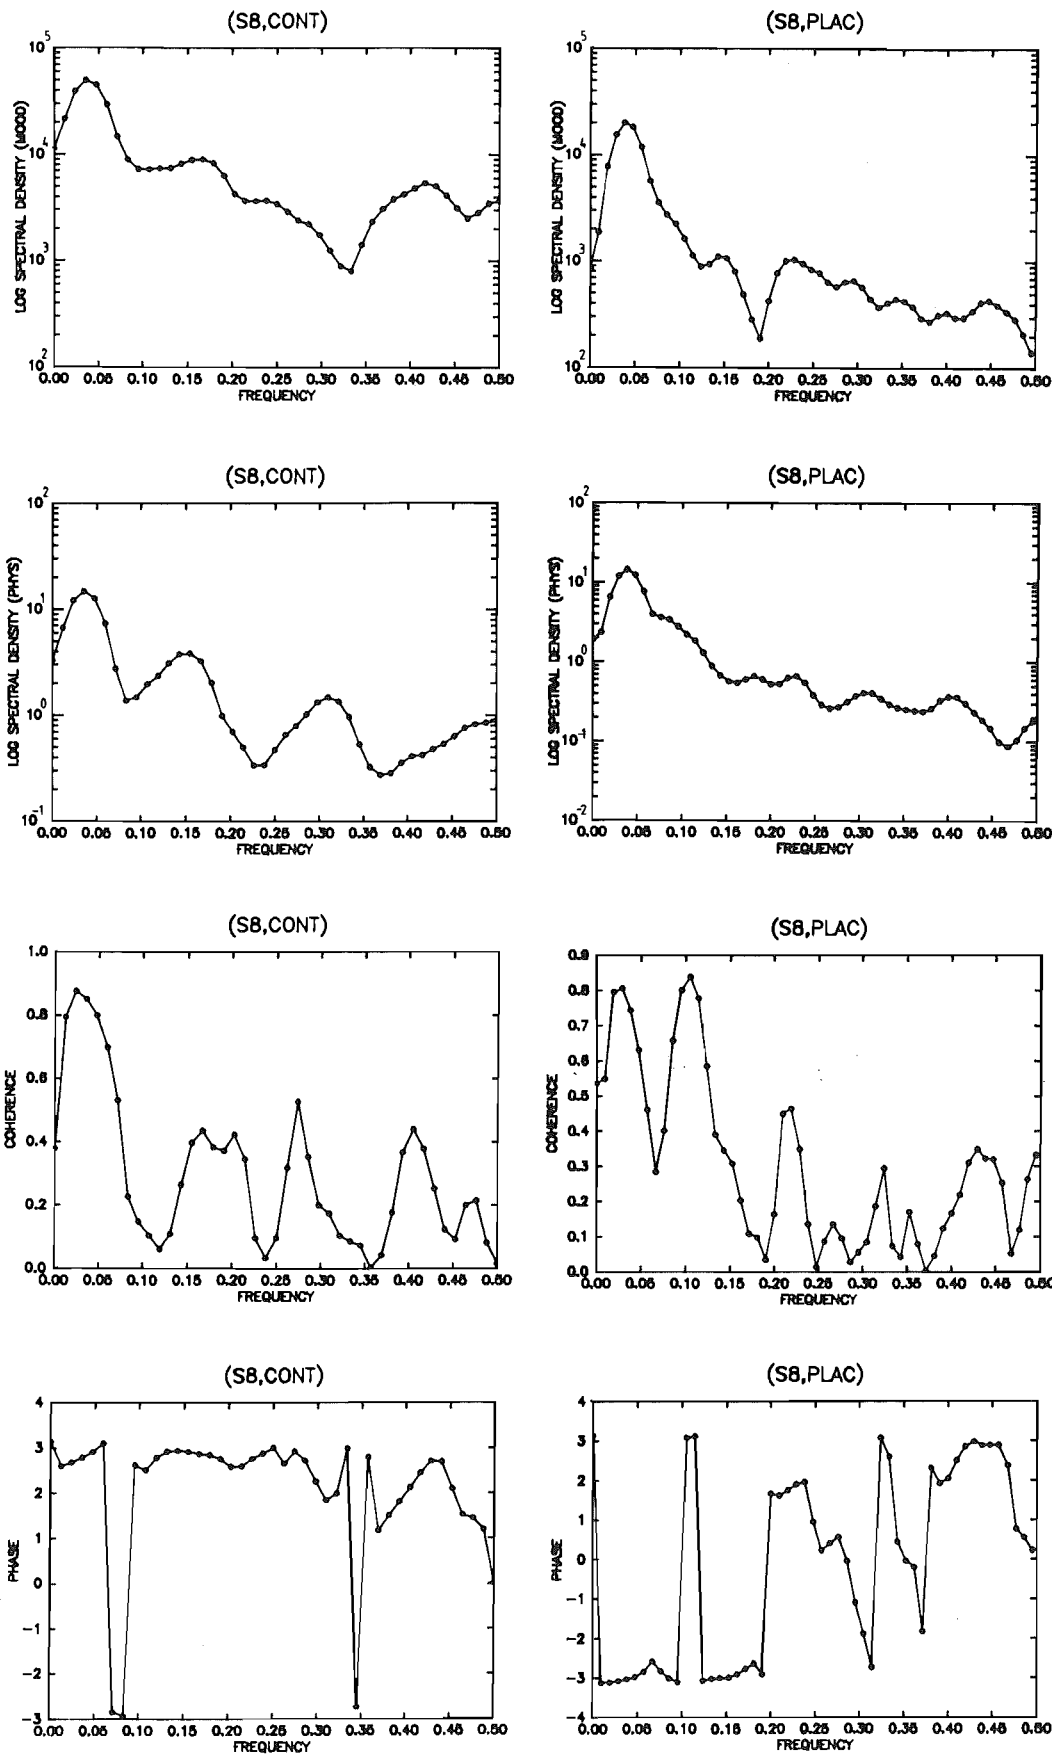 (S8,CONT)
10^5
10^4
10^3
10^2
LOG SPECTRAL DENSITY (MOOD)
0.00 0.05 0.10 0.15 0.20 0.25 0.30 0.35 0.40 0.45 0.50
FREQUENCY
(S8,PLAC)
10^5
10^4
10^3
10^2
LOG SPECTRAL DENSITY (MOOD)
0.00 0.05 0.10 0.15 0.20 0.25 0.30 0.35 0.40 0.45 0.50
FREQUENCY
(S8,CONT)
10^2
10^1
10^0
10^-1
LOG SPECTRAL DENSITY (PHYS)
0.00 0.05 0.10 0.15 0.20 0.25 0.30 0.35 0.40 0.45 0.50
FREQUENCY
(S8,PLAC)
10^2
10^1
10^0
10^-1
10^-2
LOG SPECTRAL DENSITY (PHYS)
0.00 0.05 0.10 0.15 0.20 0.25 0.30 0.35 0.40 0.45 0.50
FREQUENCY
(S8,CONT)
1.0
0.8
0.6
0.4
0.2
0.0
COHERENCE
0.00 0.05 0.10 0.15 0.20 0.25 0.30 0.35 0.40 0.45 0.50
FREQUENCY
(S8,PLAC)
0.9
0.8
0.7
0.6
0.5
0.4
0.3
0.2
0.1
0.0
COHERENCE
0.00 0.05 0.10 0.15 0.20 0.25 0.30 0.35 0.40 0.45 0.50
FREQUENCY
(S8,CONT)
4
3
2
1
0
-1
-2
-3
PHASE
0.00 0.05 0.10 0.15 0.20 0.25 0.30 0.35 0.40 0.45 0.50
FREQUENCY
(S8,PLAC)
4
3
2
1
0
-1
-2
-3
-4
PHASE
0.00 0.05 0.10 0.15 0.20 0.25 0.30 0.35 0.40 0.45 0.50
FREQUENCY